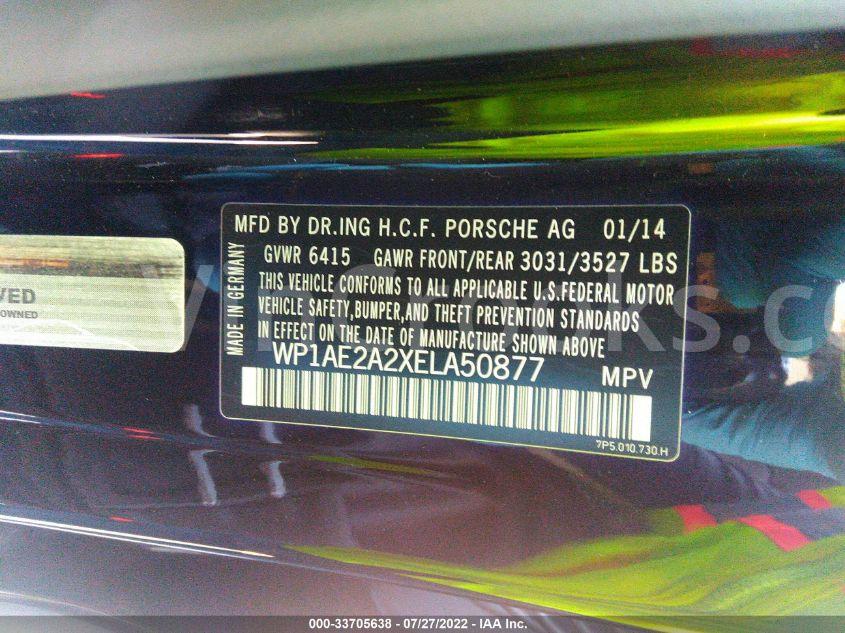 MFD BY DR.ING H.C.F. PORSCHE AG 01/14
GVWR 6415 GAWR FRONT/REAR 3031/3527 LBS
THIS VEHICLE CONFORMS TO ALL APPLICABLE U.S.FEDERAL MOTOR
VEHICLE SAFETY,BUMPER,AND THEFT PREVENTION STANDARDS
IN EFFECT ON THE DATE OF MANUFACTURE SHOWN ABOVE
MADE IN GERMANY
WP1AE2A2XELA50877 MPV
7P5.010.730.H
OWNED
000-33705638 - 07/27/2022 - IAA Inc.